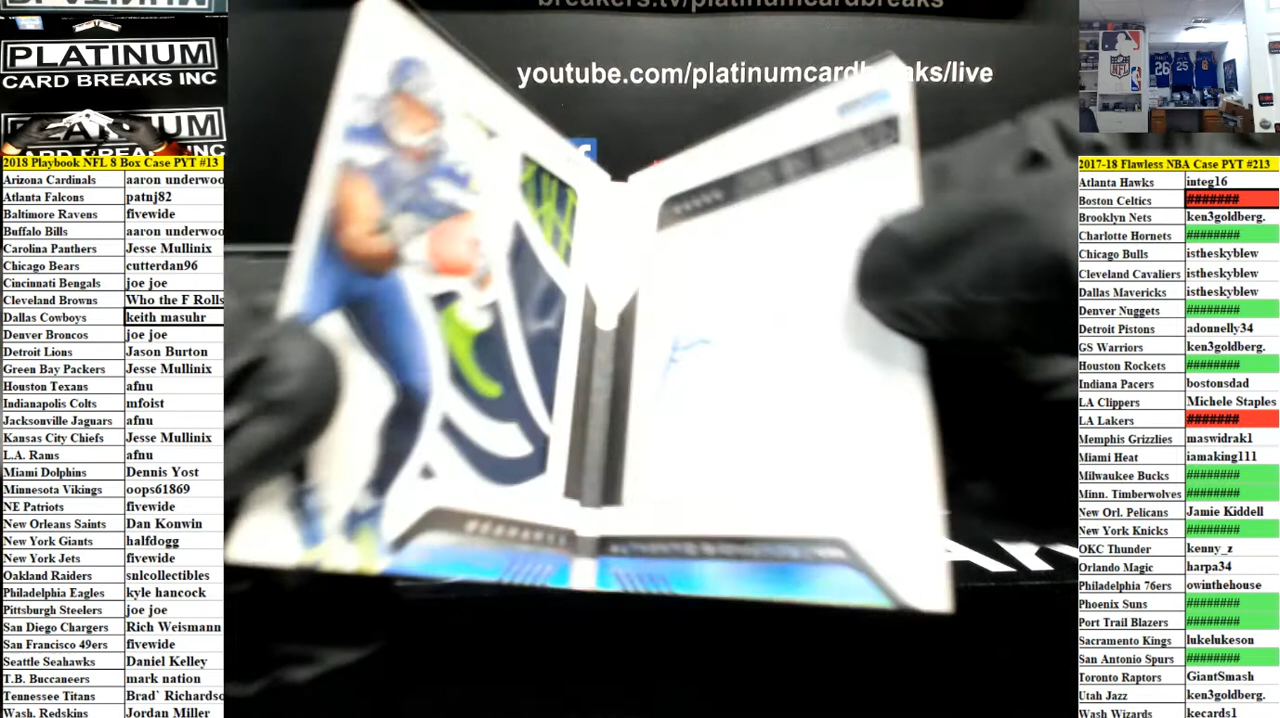 PLATINUM
CARD BREAKS INC
breakers.tv/platinumcardbreaks
youtube.com/platinumcardbreaks/live
2018 Playbook NFL 8 Box Case PYT #13
Arizona Cardinals aaron underwoo
Atlanta Falcons patnj82
Baltimore Ravens fivewide
Buffalo Bills aaron underwoo
Carolina Panthers Jesse Mullinix
Chicago Bears cutterdan96
Cincinnati Bengals joe joe
Cleveland Browns Who the F Rolls
Dallas Cowboys keith masuhr
Denver Broncos joe joe
Detroit Lions Jason Burton
Green Bay Packers Jesse Mullinix
Houston Texans afnu
Indianapolis Colts mfoist
Jacksonville Jaguars afnu
Kansas City Chiefs Jesse Mullinix
L.A. Rams afnu
Miami Dolphins Dennis Yost
Minnesota Vikings oops61869
NE Patriots fivewide
New Orleans Saints Dan Konwin
New York Giants halfdogg
New York Jets fivewide
Oakland Raiders snlcollectibles
Philadelphia Eagles kyle hancock
Pittsburgh Steelers joe joe
San Diego Chargers Rich Weismann
San Francisco 49ers fivewide
Seattle Seahawks Daniel Kelley
T.B. Buccaneers mark nation
Tennessee Titans Brad` Richardso
Wash. Redskins Jordan Miller
SEAHAWKS
NFL
26
25
2017-18 Flawless NBA Case PYT #213
Atlanta Hawks integ16
Boston Celtics #######
Brooklyn Nets ken3goldberg.
Charlotte Hornets ########
Chicago Bulls istheskyblew
Cleveland Cavaliers istheskyblew
Dallas Mavericks istheskyblew
Denver Nuggets ########
Detroit Pistons adonnelly34
GS Warriors ken3goldberg.
Houston Rockets ########
Indiana Pacers bostonsdad
LA Clippers Michele Staples
LA Lakers #######
Memphis Grizzlies maswidrak1
Miami Heat iamaking111
Milwaukee Bucks ########
Minn. Timberwolves ########
New Orl. Pelicans Jamie Kiddell
New York Knicks ########
OKC Thunder kenny_z
Orlando Magic harpa34
Philadelphia 76ers owinthehouse
Phoenix Suns ########
Port Trail Blazers ########
Sacramento Kings lukelukeson
San Antonio Spurs ########
Toronto Raptors GiantSmash
Utah Jazz ken3goldberg.
Wash Wizards kecards1